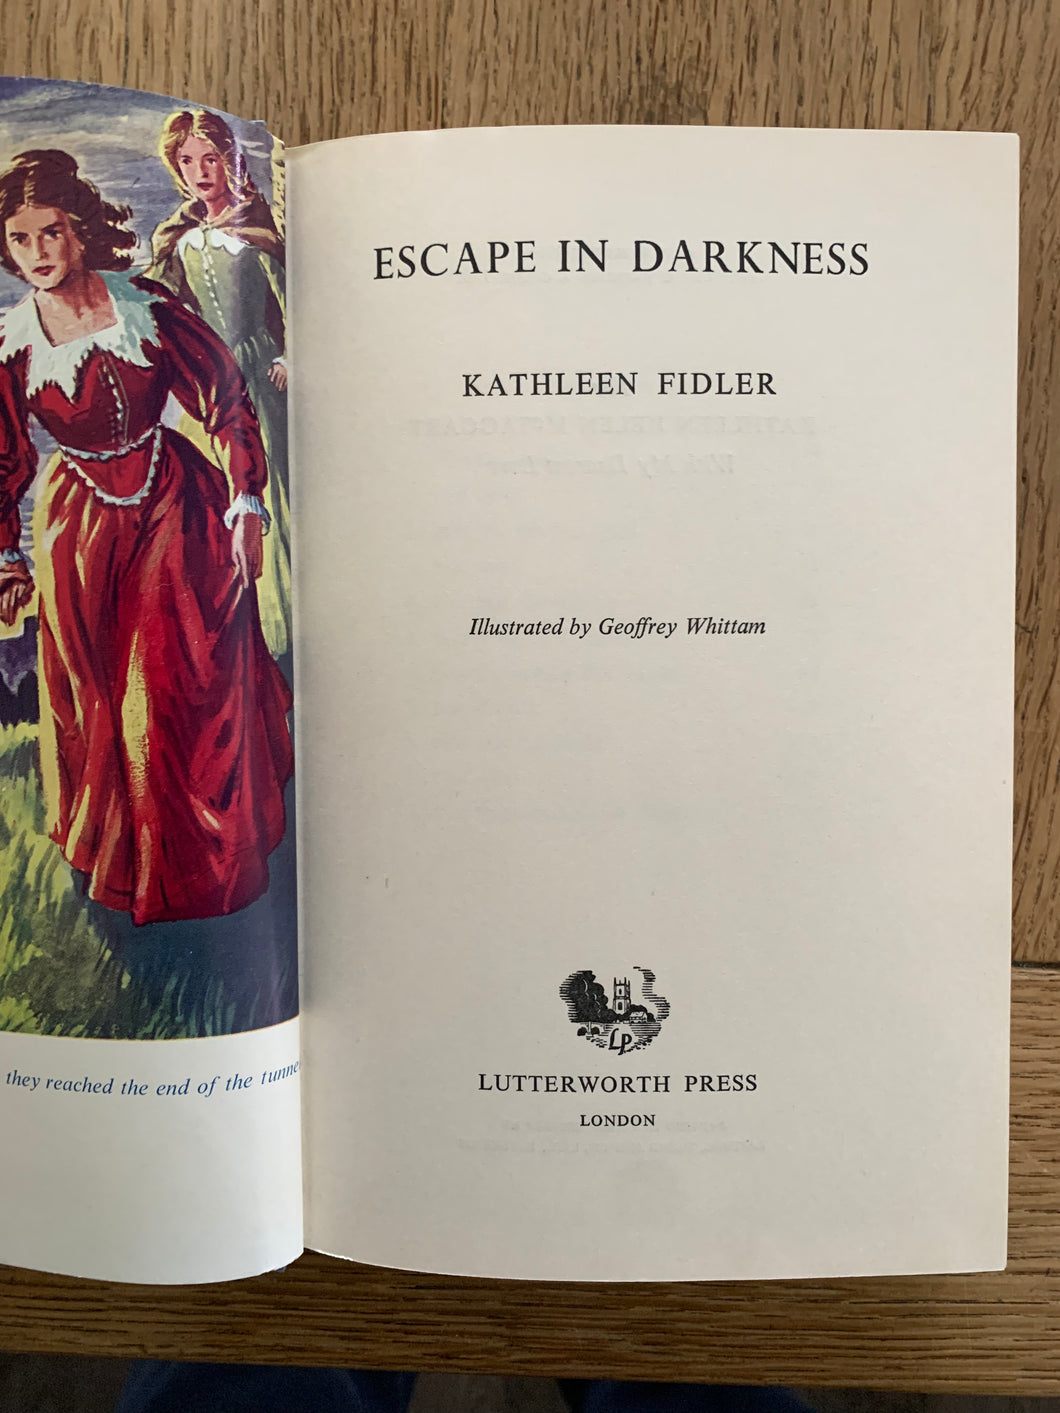 ESCAPE IN DARKNESS
KATHLEEN FIDLER
Illustrated by Geoffrey Whittam
LP
LUTTERWORTH PRESS
LONDON
they reached the end of the